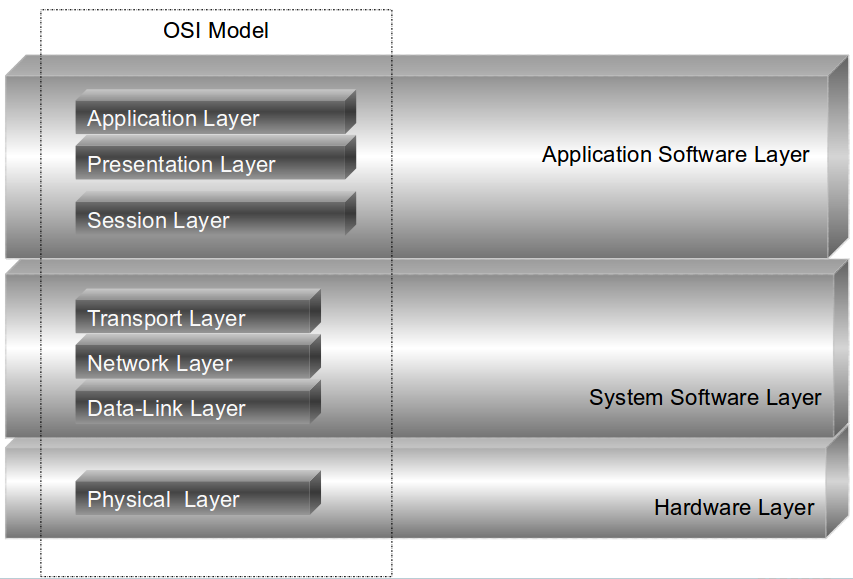 OSI Model
Application Layer
Presentation Layer
Application Software Layer
Session Layer
Transport Layer
Network Layer
System Software Layer
Data-Link Layer
Physical Layer
Hardware Layer